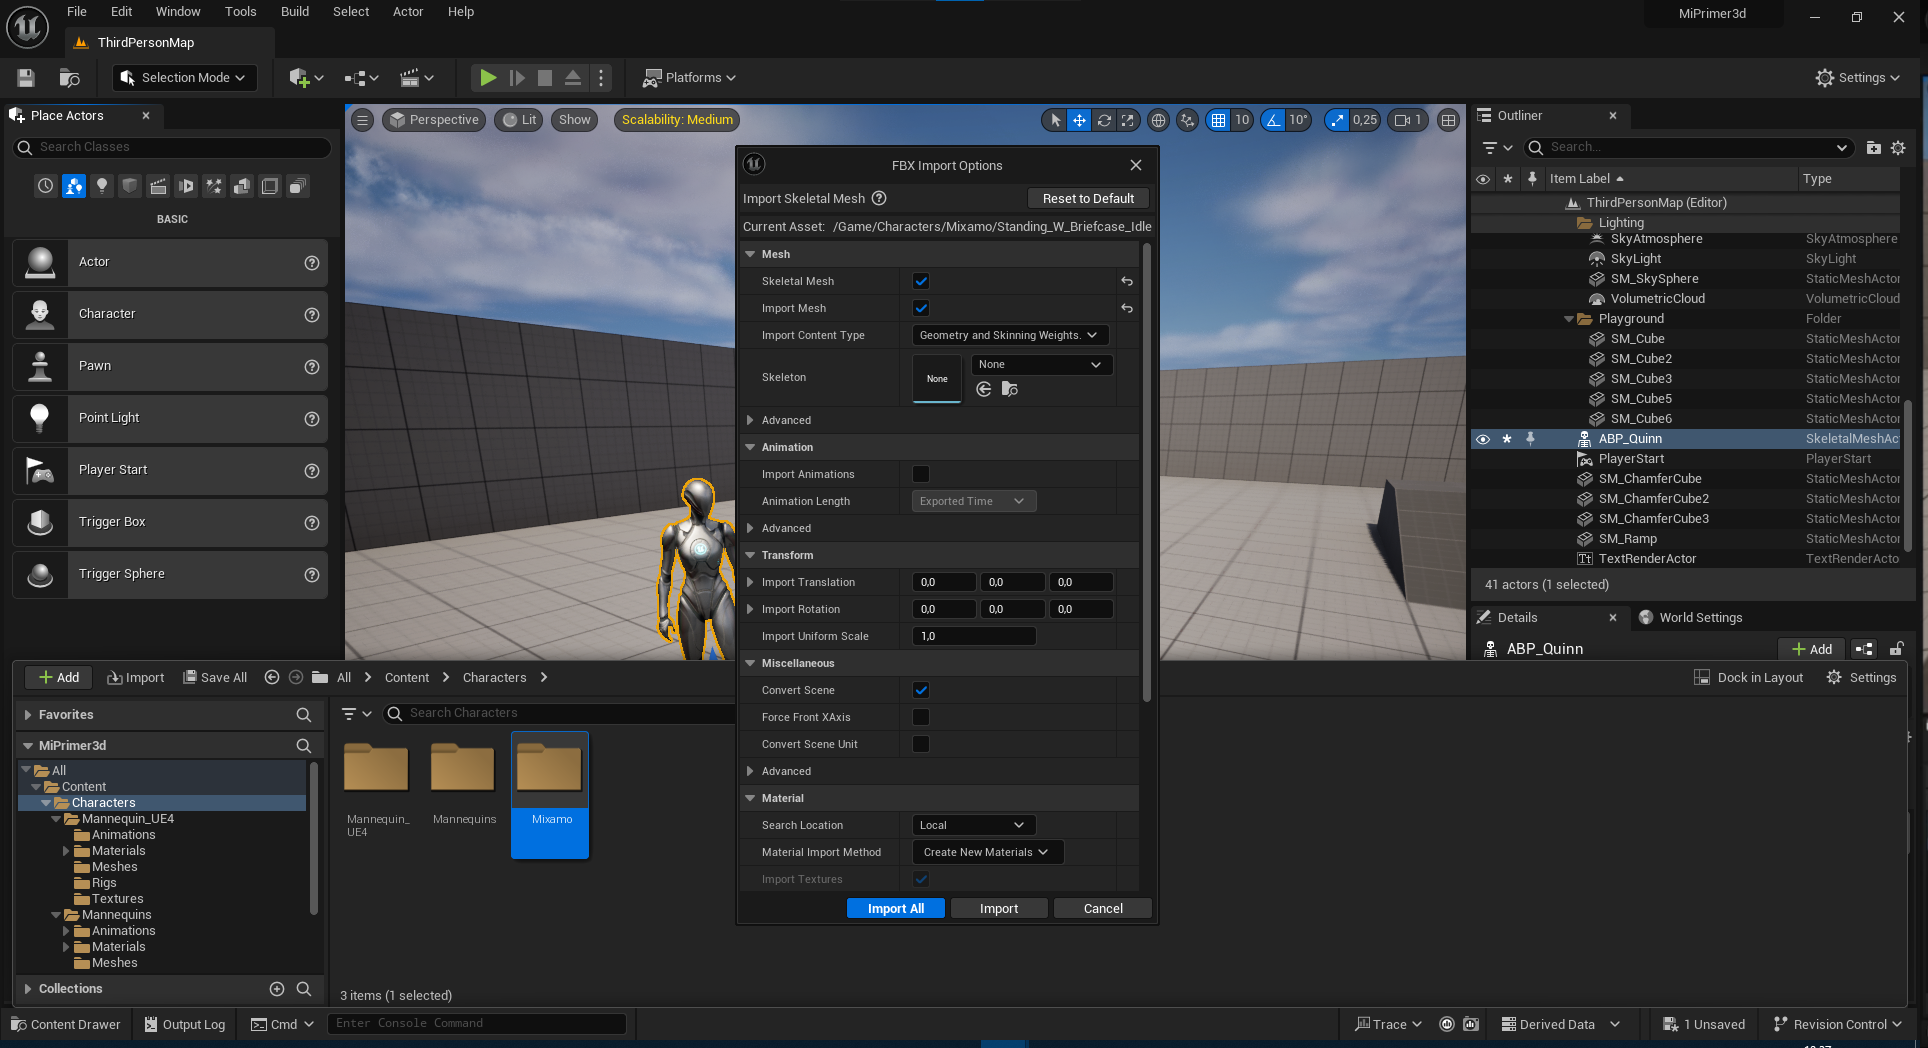 File Edit Window Tools Build Select Actor Help
MiPrimer3d
ThirdPersonMap
Selection Mode
Platforms
Settings
Place Actors
Search Classes
BASIC
Actor
Character
Pawn
Point Light
Player Start
Trigger Box
Trigger Sphere
Perspective Lit Show Scalability: Medium
10 10° 0,25 1
FBX Import Options
Import Skeletal Mesh Reset to Default
Current Asset: /Game/Characters/Mixamo/Standing_W_Briefcase_Idle
Mesh
Skeletal Mesh
Import Mesh
Import Content Type Geometry and Skinning Weights.
Skeleton None None
Advanced
Animation
Import Animations
Animation Length Exported Time
Advanced
Transform
Import Translation 0,0 0,0 0,0
Import Rotation 0,0 0,0 0,0
Import Uniform Scale 1,0
Miscellaneous
Convert Scene
Force Front XAxis
Convert Scene Unit
Advanced
Material
Search Location Local
Material Import Method Create New Materials
Import Textures
Import All Import Cancel
Outliner
Search...
Item Label Type
ThirdPersonMap (Editor)
Lighting
SkyAtmosphere SkyAtmosphere
SkyLight SkyLight
SM_SkySphere StaticMeshActor
VolumetricCloud VolumetricCloud
Playground Folder
SM_Cube StaticMeshActor
SM_Cube2 StaticMeshActor
SM_Cube3 StaticMeshActor
SM_Cube5 StaticMeshActor
SM_Cube6 StaticMeshActor
ABP_Quinn SkeletalMeshAc
PlayerStart PlayerStart
SM_ChamferCube StaticMeshActor
SM_ChamferCube2 StaticMeshActor
SM_ChamferCube3 StaticMeshActor
SM_Ramp StaticMeshActor
TextRenderActor TextRenderActo
41 actors (1 selected)
Details World Settings
ABP_Quinn Add
Add Import Save All All Content Characters
Dock in Layout Settings
Favorites
MiPrimer3d
All
Content
Characters
Mannequin_UE4
Animations
Materials
Meshes
Rigs
Textures
Mannequins
Animations
Materials
Meshes
Collections
Search Characters
Mannequin_
UE4
Mannequins
Mixamo
3 items (1 selected)
Content Drawer Output Log Cmd Enter Console Command
Trace Derived Data 1 Unsaved Revision Control